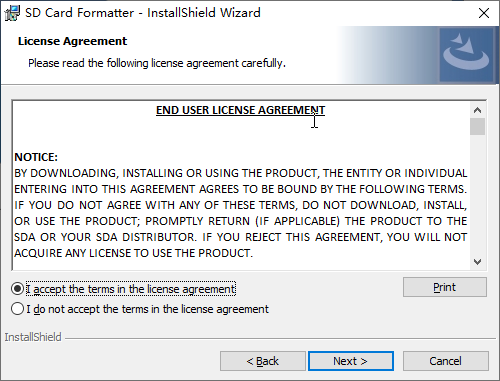 SD Card Formatter - InstallShield Wizard
License Agreement
Please read the following license agreement carefully.
END USER LICENSE AGREEMENT
NOTICE:
BY DOWNLOADING, INSTALLING OR USING THE PRODUCT, THE ENTITY OR INDIVIDUAL
ENTERING INTO THIS AGREEMENT AGREES TO BE BOUND BY THE FOLLOWING TERMS.
IF YOU DO NOT AGREE WITH ANY OF THESE TERMS, DO NOT DOWNLOAD, INSTALL,
OR USE THE PRODUCT; PROMPTLY RETURN (IF APPLICABLE) THE PRODUCT TO THE
SDA OR YOUR SDA DISTRIBUTOR. IF YOU REJECT THIS AGREEMENT, YOU WILL NOT
ACQUIRE ANY LICENSE TO USE THE PRODUCT.
I accept the terms in the license agreement
Print
I do not accept the terms in the license agreement
InstallShield
< Back
Next >
Cancel